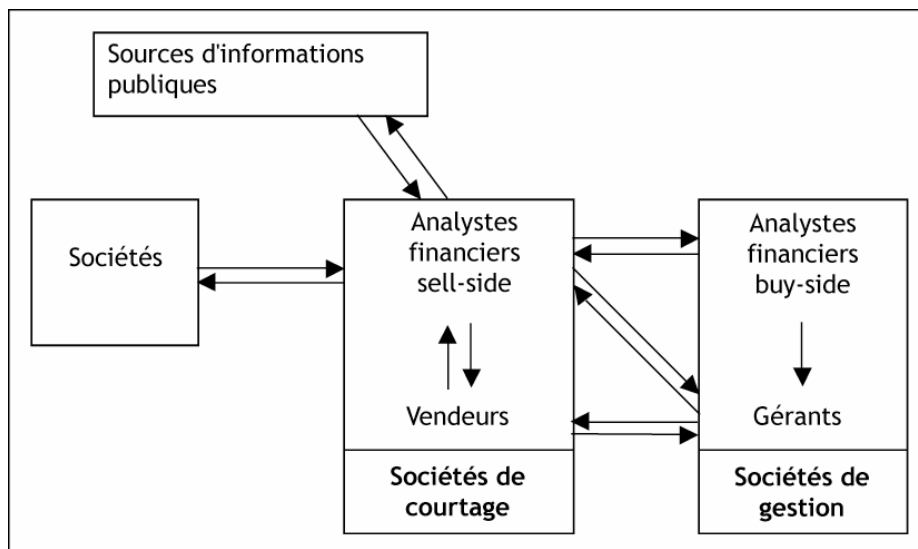 Sources d'informations
publiques
Sociétés
Analystes
financiers
sell-side
Vendeurs
Sociétés de
courtage
Analystes
financiers
buy-side
Gérants
Sociétés de
gestion